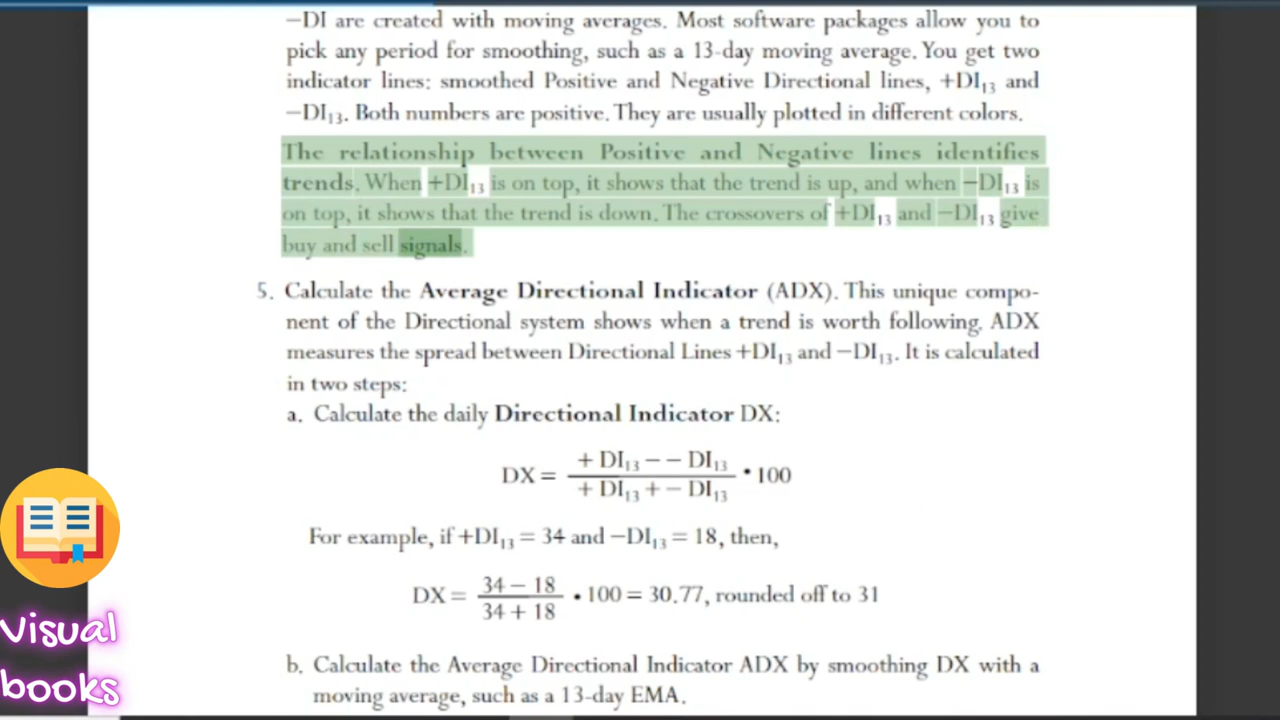 −DI are created with moving averages. Most software packages allow you to
pick any period for smoothing, such as a 13-day moving average. You get two
indicator lines: smoothed Positive and Negative Directional lines, +DI₁₃ and
−DI₁₃. Both numbers are positive. They are usually plotted in different colors.
The relationship between Positive and Negative lines identifies
trends. When +DI₁₃ is on top, it shows that the trend is up, and when −DI₁₃ is
on top, it shows that the trend is down. The crossovers of +DI₁₃ and −DI₁₃ give
buy and sell signals.
5. Calculate the Average Directional Indicator (ADX). This unique compo-
nent of the Directional system shows when a trend is worth following. ADX
measures the spread between Directional Lines +DI₁₃ and −DI₁₃. It is calculated
in two steps:
a. Calculate the daily Directional Indicator DX:
+ DI₁₃ − − DI₁₃
DX = • 100
+ DI₁₃ + − DI₁₃
For example, if +DI₁₃ = 34 and −DI₁₃ = 18, then,
34 − 18
DX = • 100 = 30.77, rounded off to 31
34 + 18
b. Calculate the Average Directional Indicator ADX by smoothing DX with a
moving average, such as a 13-day EMA.
Visual
books